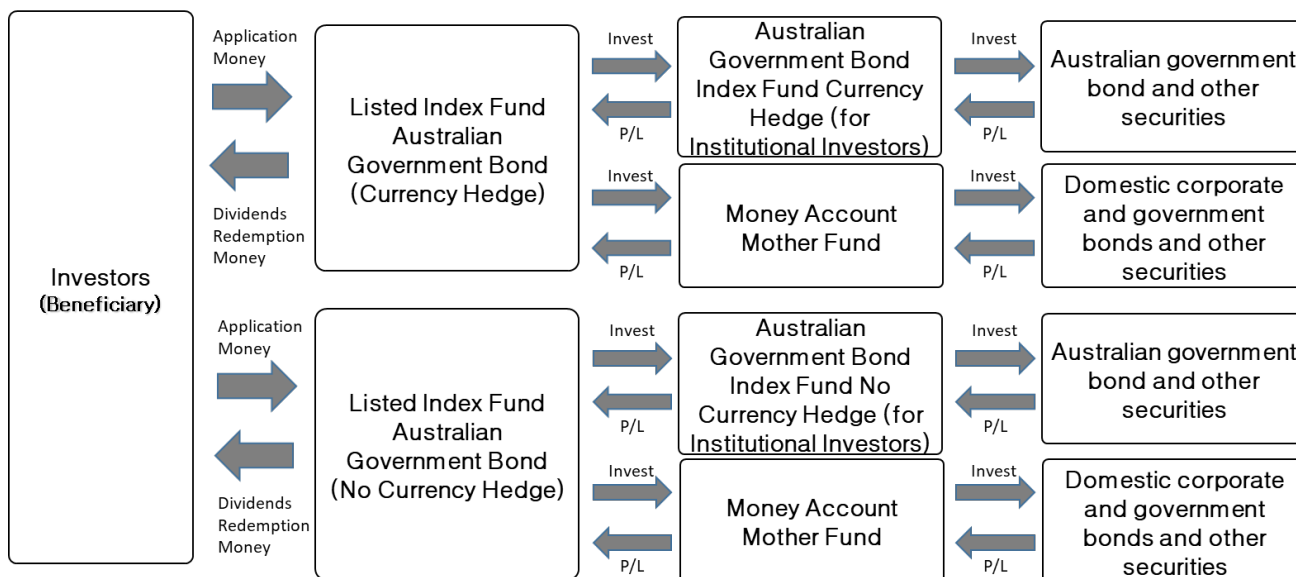 Investors
(Beneficiary)
Application
Money
Dividends
Redemption
Money
Listed Index Fund
Australian
Government Bond
(Currency Hedge)
Invest
P/L
Australian
Government Bond
Index Fund Currency
Hedge (for
Institutional Investors)
Invest
P/L
Australian government
bond and other
securities
Invest
P/L
Money Account
Mother Fund
Invest
P/L
Domestic corporate
and government
bonds and other
securities
Application
Money
Dividends
Redemption
Money
Listed Index Fund
Australian
Government Bond
(No Currency Hedge)
Invest
P/L
Australian
Government Bond
Index Fund No
Currency Hedge (for
Institutional Investors)
Invest
P/L
Australian government
bond and other
securities
Invest
P/L
Money Account
Mother Fund
Invest
P/L
Domestic corporate
and government
bonds and other
securities